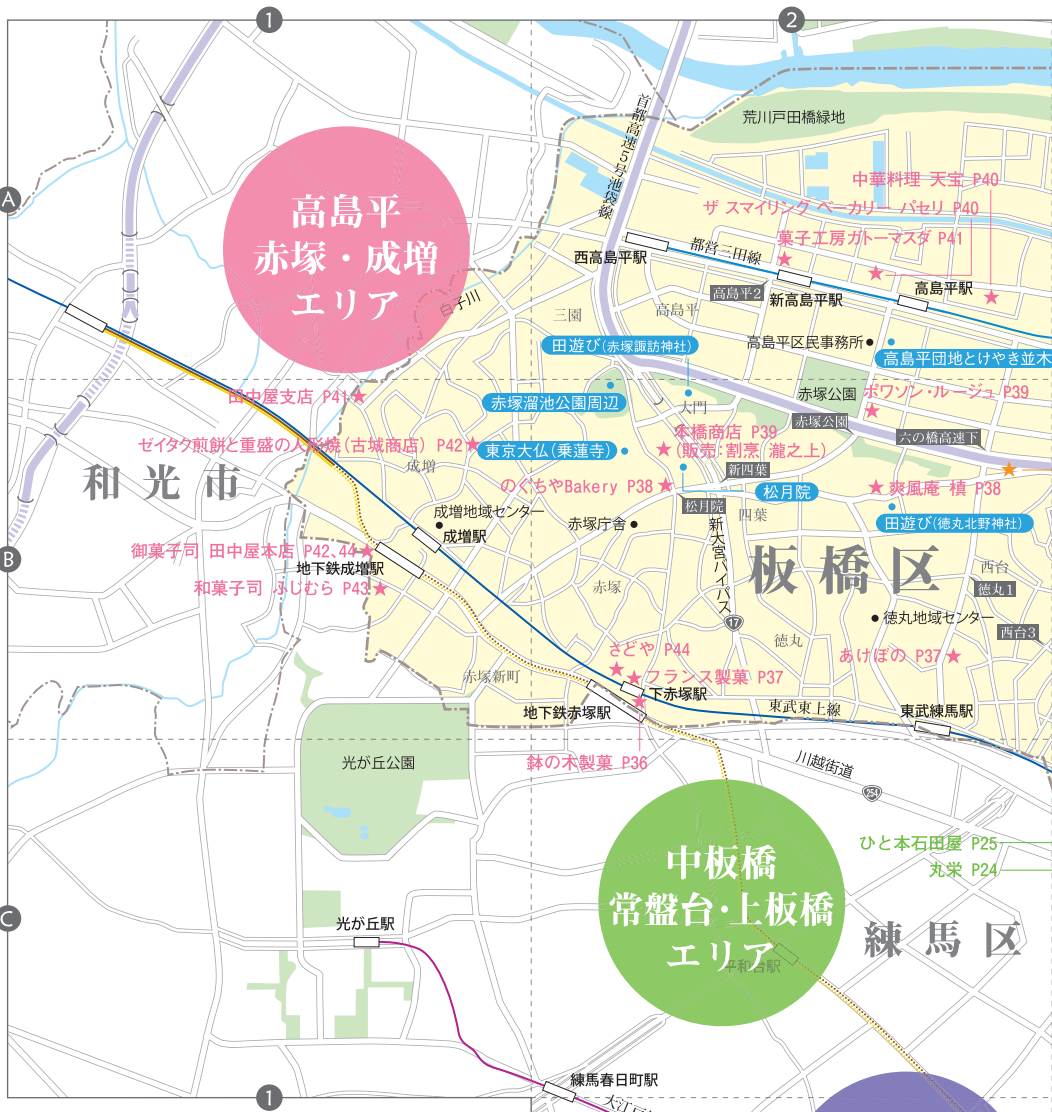 1
2
首都高速5号池袋線
荒川戸田橋緑地
A
中華料理 天宝 P40
ザ スマイリング ベーカリー パセリ P40
菓子工房ガトーマスダ P41
高島平
赤塚・成増
エリア
都営三田線
西高島平駅
高島平2
新高島平駅
高島平駅
白子川
三園
高島平
田遊び(赤塚諏訪神社)
高島平区民事務所
高島平団地とけやき並木
田中屋支店 P41
赤塚溜池公園周辺
大門
赤塚公園
ポワソン・ルージュ P39
赤塚公園
六の橋高速下
ゼイタク煎餅と重盛の人形焼(古城商店) P42
成増
東京大仏(乗蓮寺)
本橋商店 P39
(販売:割烹 瀧之上)
新四葉
和光市
のぐちやBakery P38
松月院
爽風庵 槙 P38
松月院
四葉
田遊び(徳丸北野神社)
成増地域センター
成増駅
赤塚庁舎
新大宮バイパス
B
御菓子司 田中屋本店 P42、44
地下鉄成増駅
板橋区
西台
和菓子司 ふじむら P43
赤塚
徳丸1
17
徳丸
徳丸地域センター
西台3
さどや P44
あけぼの P37
赤塚新町
フランス製菓 P37
下赤塚駅
地下鉄赤塚駅
東武東上線
東武練馬駅
光が丘公園
鉢の木製菓 P36
川越街道
254
中板橋
常盤台・上板橋
エリア
ひと本石田屋 P25
丸栄 P24
C
光が丘駅
平和台駅
練馬区
練馬春日町駅
1